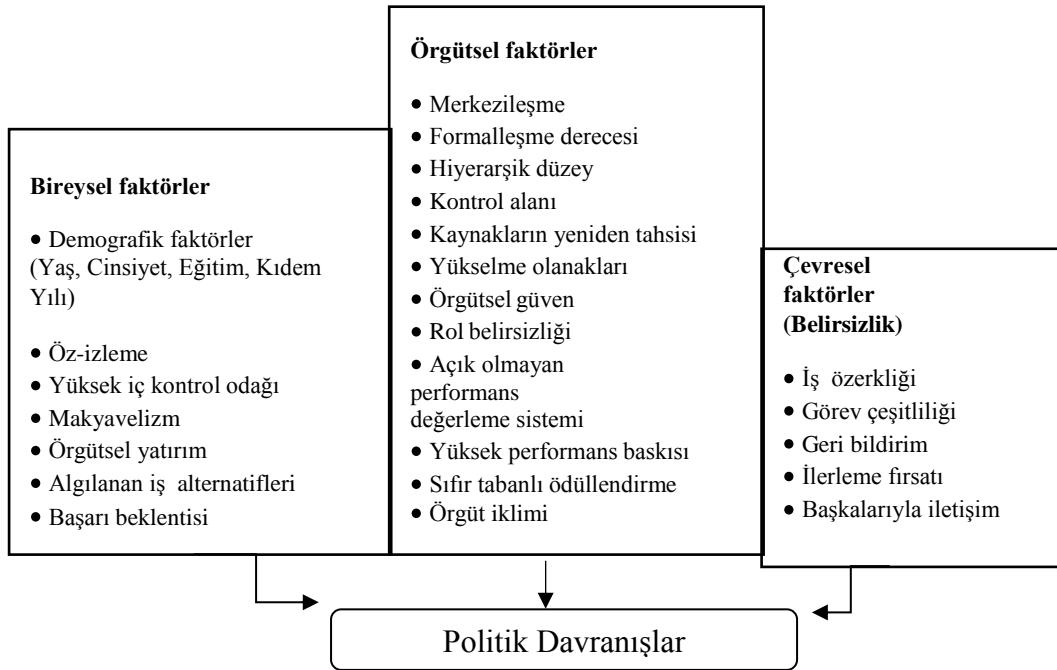 Bireysel faktörler
• Demografik faktörler
(Yaş, Cinsiyet, Eğitim, Kıdem
Yılı)
• Öz-izleme
• Yüksek iç kontrol odağı
• Makyavelizm
• Örgütsel yatırım
• Algılanan iş alternatifleri
• Başarı beklentisi
Örgütsel faktörler
• Merkezileşme
• Formalleşme derecesi
• Hiyerarşik düzey
• Kontrol alanı
• Kaynakların yeniden tahsisi
• Yükselme olanakları
• Örgütsel güven
• Rol belirsizliği
• Açık olmayan
performans
değerleme sistemi
• Yüksek performans baskısı
• Sıfır tabanlı ödüllendirme
• Örgüt iklimi
Çevresel
faktörler
(Belirsizlik)
• İş özerkliği
• Görev çeşitliliği
• Geri bildirim
• İlerleme fırsatı
• Başkalarıyla iletişim
Politik Davranışlar